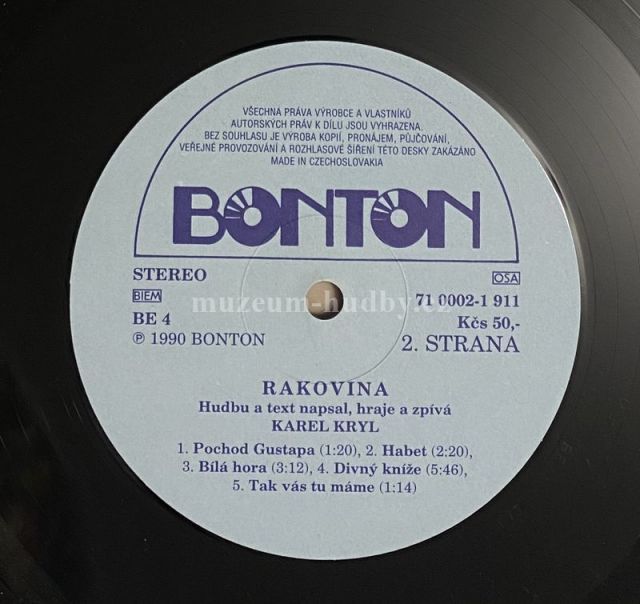 VŠECHNA PRÁVA VÝROBCE A VLASTNÍKŮ
AUTORSKÝCH PRÁV K DÍLU JSOU VYHRAZENA.
BEZ SOUHLASU JE VÝROBA KOPIÍ, PRONÁJEM, PŮJČOVÁNÍ,
VEŘEJNÉ PROVOZOVÁNÍ A ROZHLASOVÉ ŠÍŘENÍ TÉTO DESKY ZAKÁZÁNO
MADE IN CZECHOSLOVAKIA
BONTON
STEREO OSA
BIEM 71 0002-1 911
muzeum-hudby.cz
BE 4 Kčs 50,-
℗ 1990 BONTON 2. STRANA
RAKOVINA
Hudbu a text napsal, hraje a zpívá
KAREL KRYL
1. Pochod Gustapa (1:20), 2. Habet (2:20),
3. Bílá hora (3:12), 4. Divný kníže (5:46),
5. Tak vás tu máme (1:14)